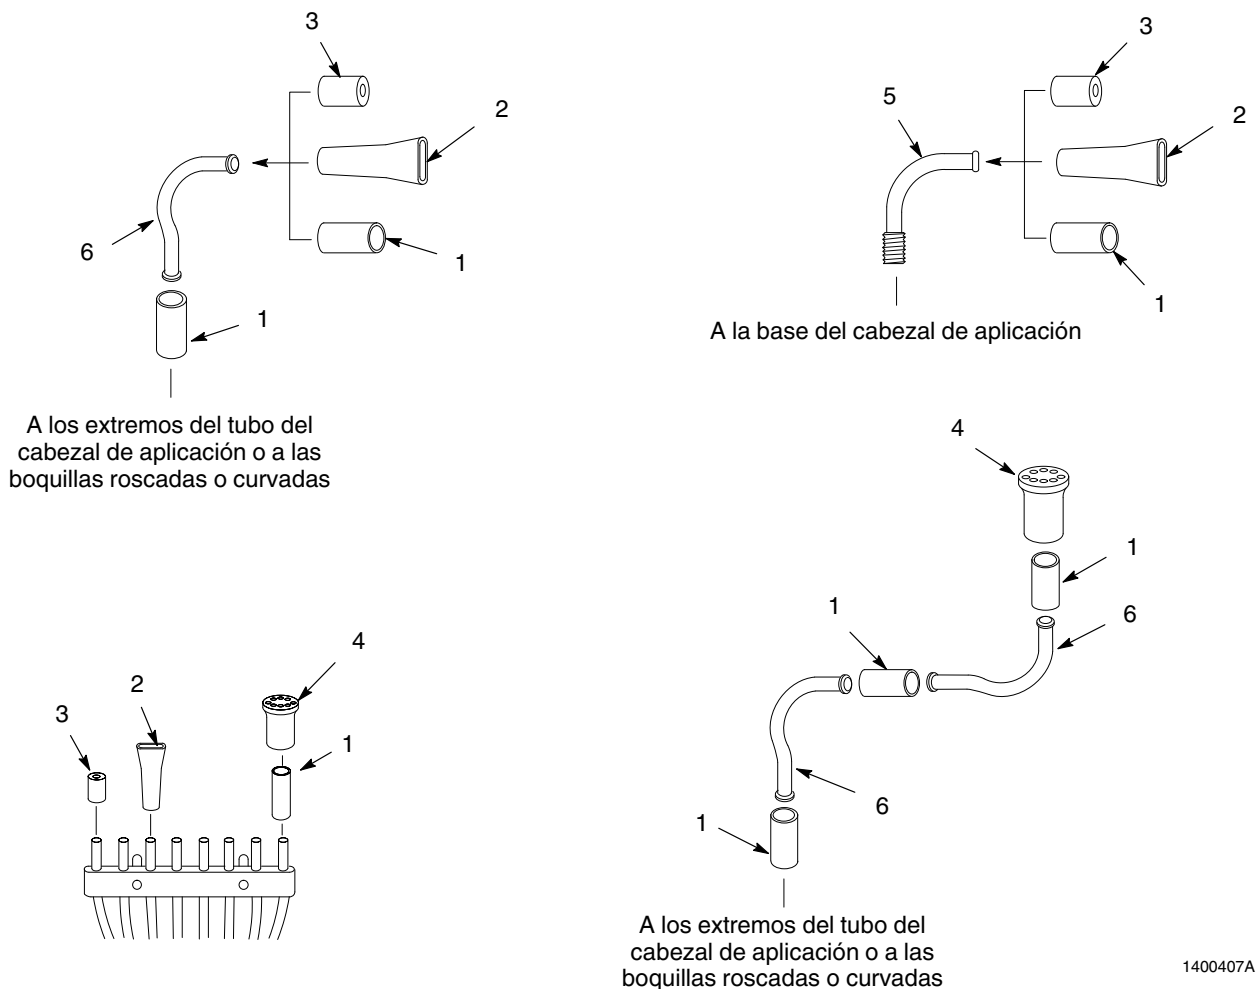 3
2
6
1
1
A los extremos del tubo del
cabezal de aplicación o a las
boquillas roscadas o curvadas
3
5
2
1
A la base del cabezal de aplicación
4
2
3
1
4
1
1
6
6
1
A los extremos del tubo del
cabezal de aplicación o a las
boquillas roscadas o curvadas
1400407A